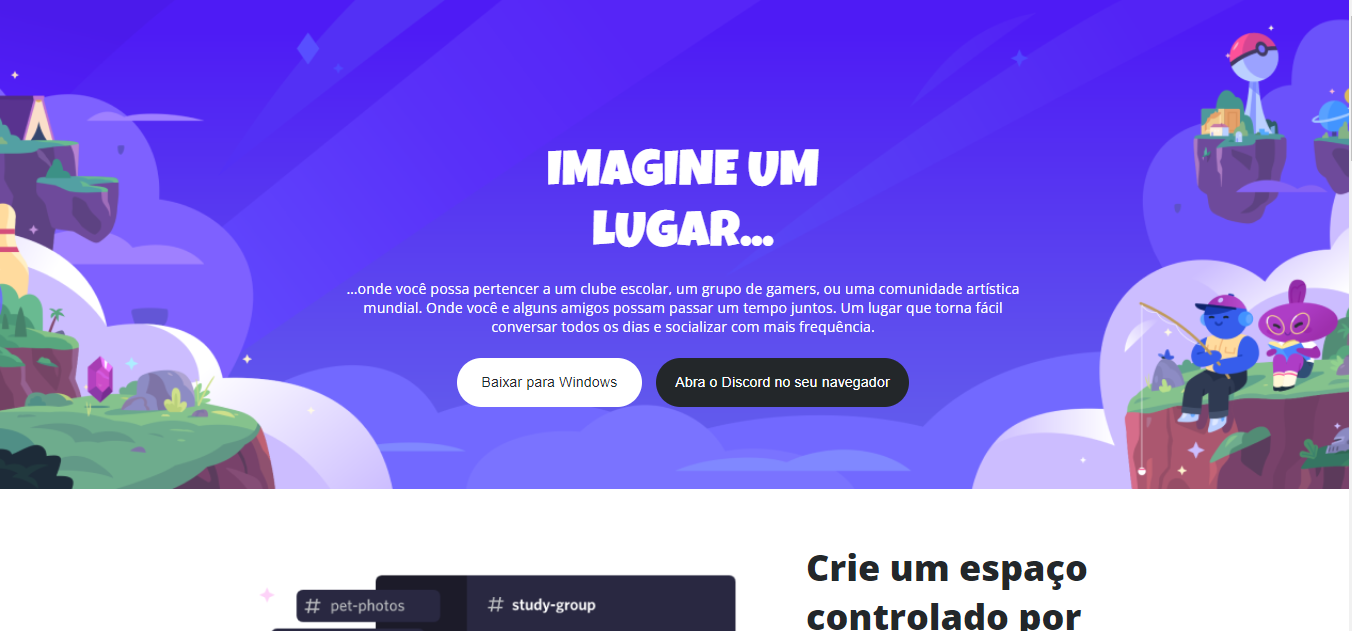 IMAGINE UM
LUGAR...
...onde você possa pertencer a um clube escolar, um grupo de gamers, ou uma comunidade artística
mundial. Onde você e alguns amigos possam passar um tempo juntos. Um lugar que torna fácil
conversar todos os dias e socializar com mais frequência.
Baixar para Windows
Abra o Discord no seu navegador
# pet-photos
# study-group
Crie um espaço
controlado por